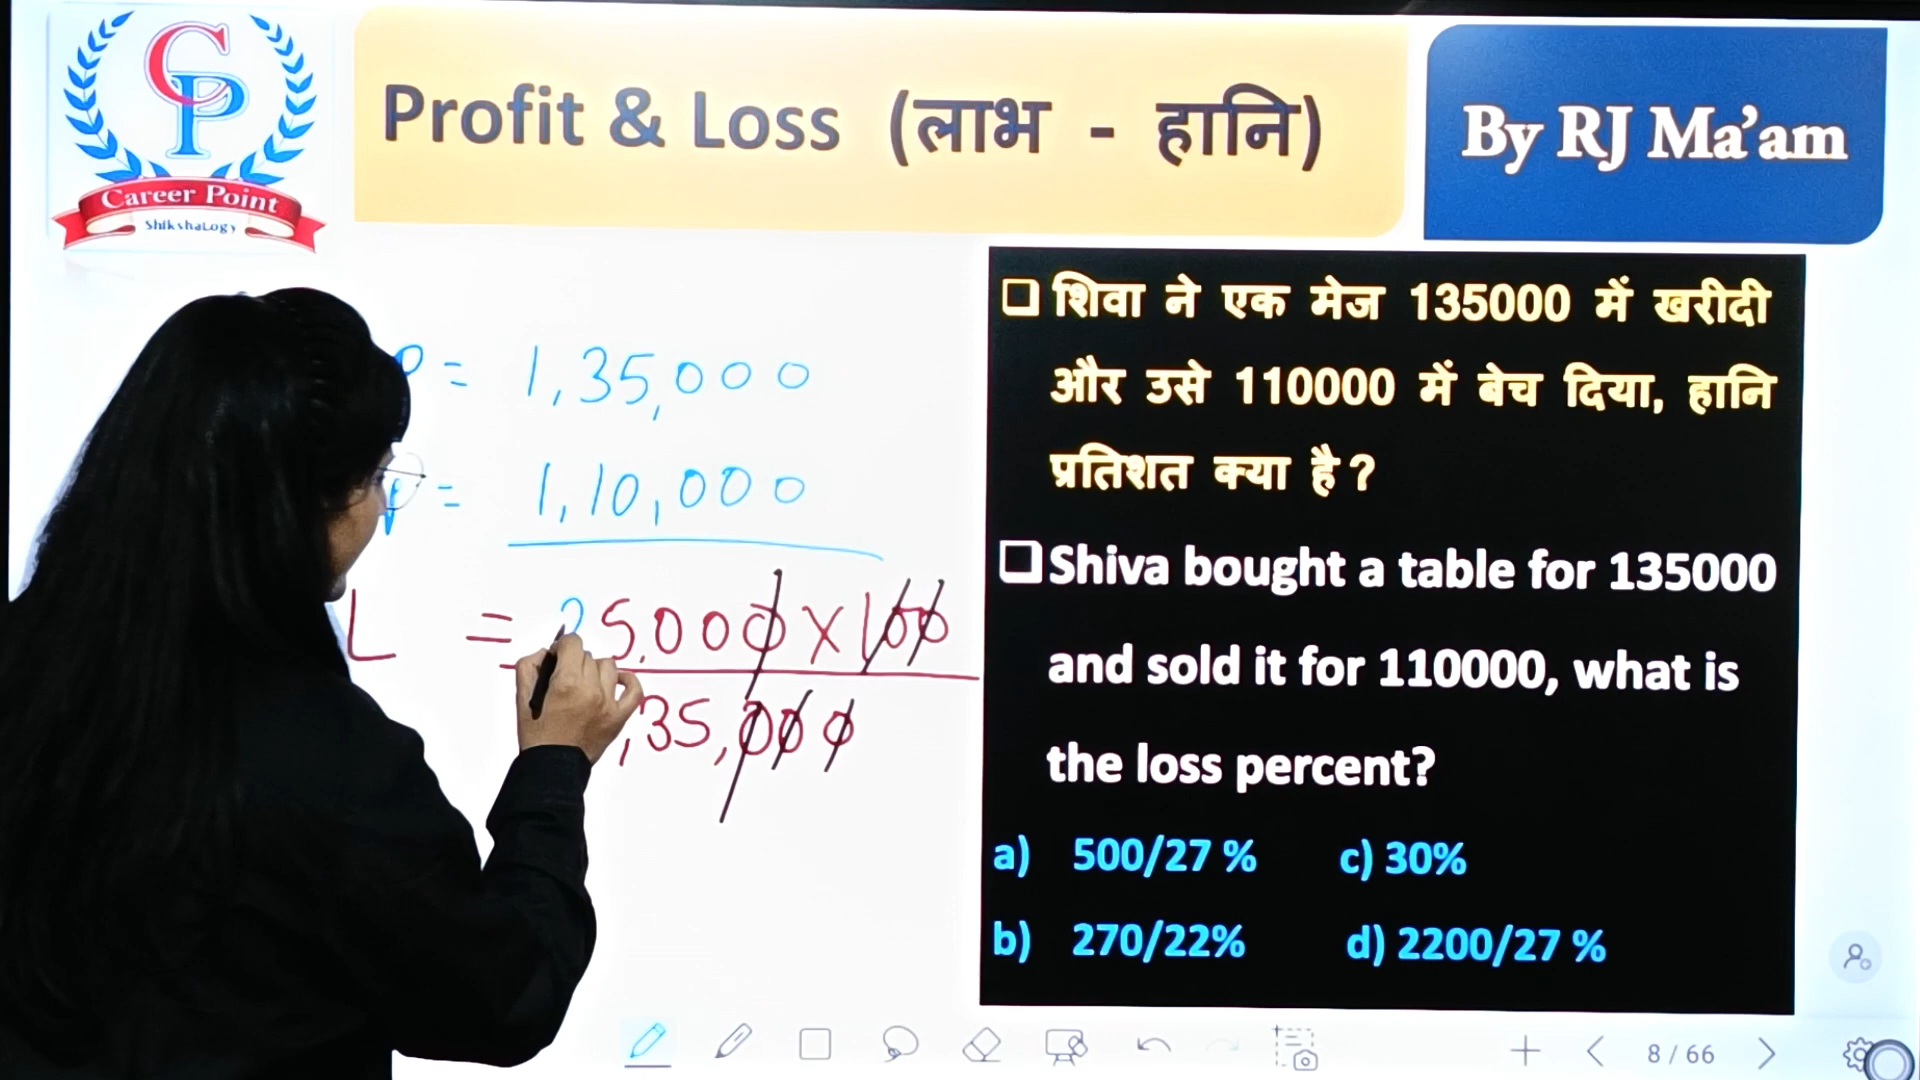 CP
Career Point
ShikshaLogy
Profit & Loss (लाभ - हानि)
By RJ Ma’am
P = 1,35,000
P = 1,10,000
L = 25,000 X 100
,35,000
❑ शिवा ने एक मेज 135000 में खरीदी
और उसे 110000 में बेच दिया, हानि
प्रतिशत क्या है ?
❑ Shiva bought a table for 135000
and sold it for 110000, what is
the loss percent?
a) 500/27 % c) 30%
b) 270/22% d) 2200/27 %
8 / 66